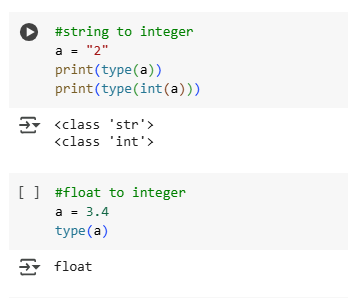 #string to integer
a = "2"
print(type(a))
print(type(int(a)))
<class 'str'>
<class 'int'>
[ ] #float to integer
a = 3.4
type(a)
float